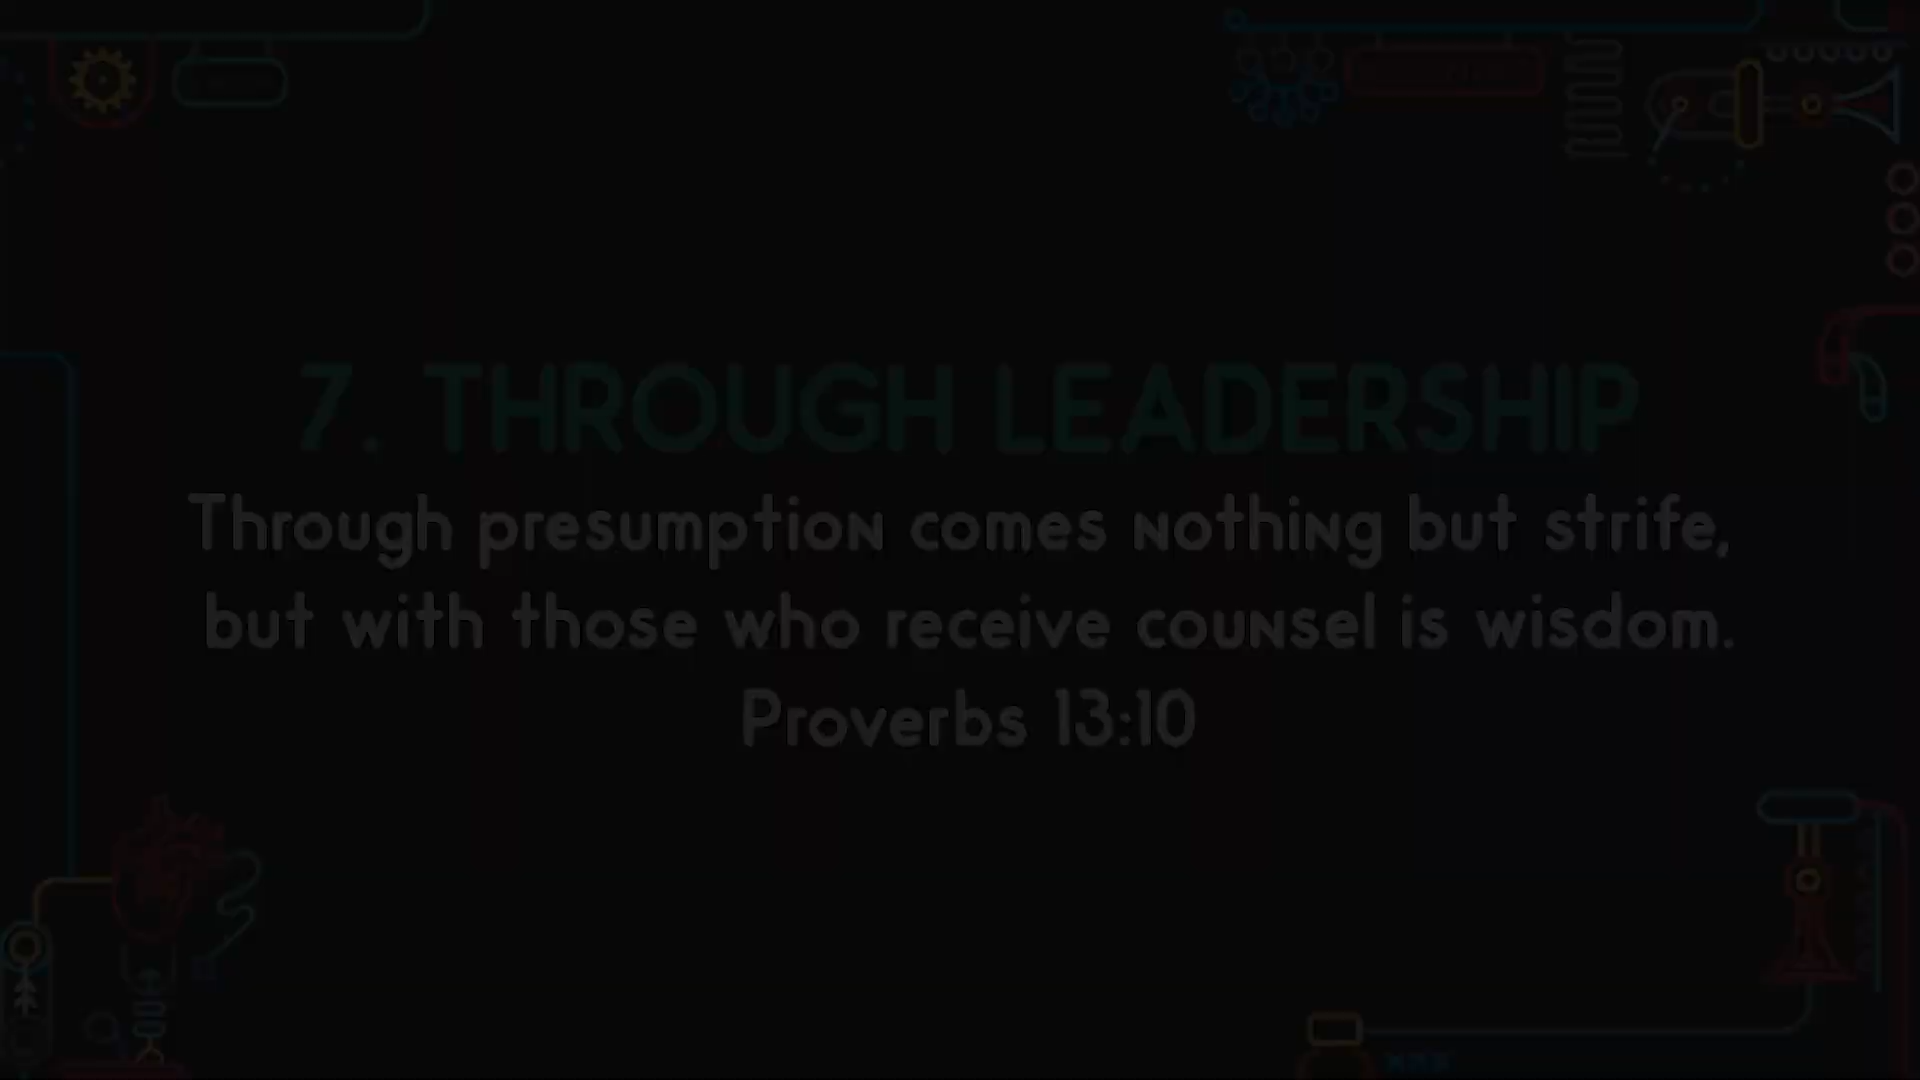 7. THROUGH LEADERSHIP
Through presumption comes nothing but strife,
but with those who receive counsel is wisdom.
Proverbs 13:10